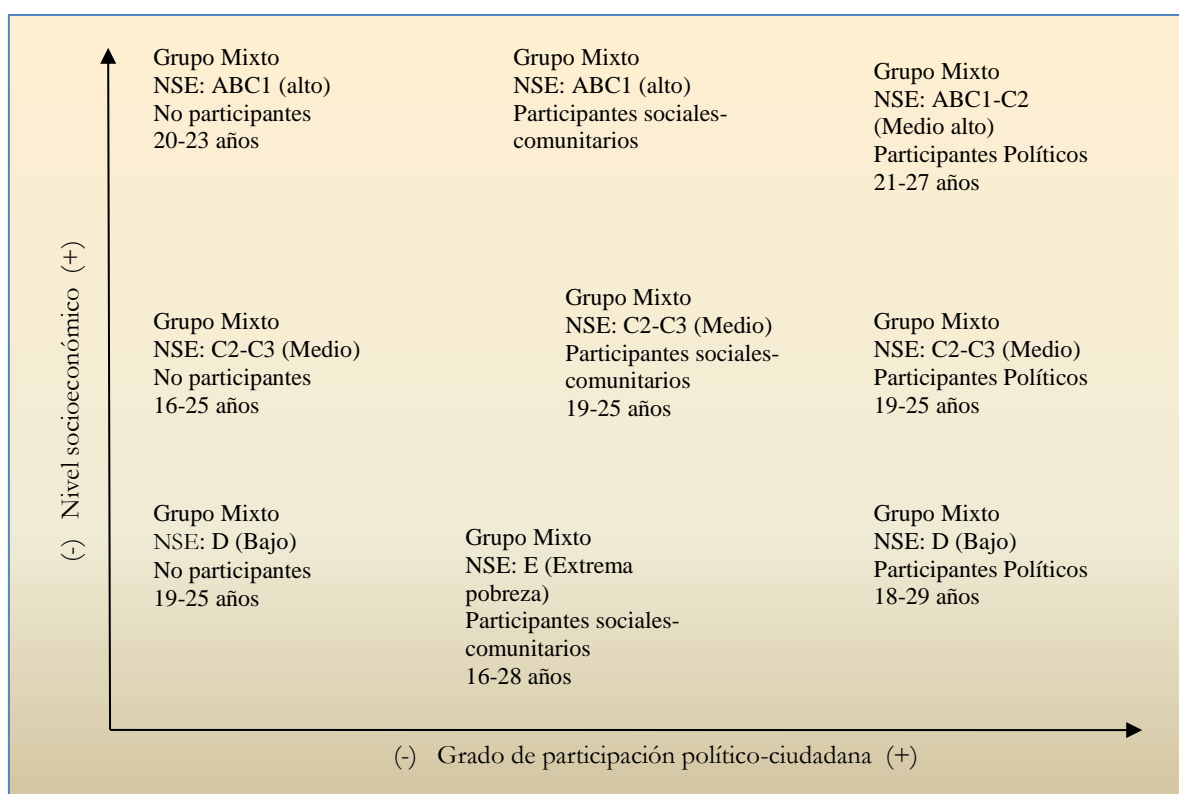 Grupo Mixto
NSE: ABC1 (alto)
No participantes
20-23 años
Grupo Mixto
NSE: ABC1 (alto)
Participantes sociales-
comunitarios
Grupo Mixto
NSE: ABC1-C2
(Medio alto)
Participantes Políticos
21-27 años
Grupo Mixto
NSE: C2-C3 (Medio)
No participantes
16-25 años
Grupo Mixto
NSE: C2-C3 (Medio)
Participantes sociales-
comunitarios
19-25 años
Grupo Mixto
NSE: C2-C3 (Medio)
Participantes Políticos
19-25 años
Grupo Mixto
NSE: D (Bajo)
No participantes
19-25 años
Grupo Mixto
NSE: E (Extrema
pobreza)
Participantes sociales-
comunitarios
16-28 años
Grupo Mixto
NSE: D (Bajo)
Participantes Políticos
18-29 años
(-) Nivel socioeconómico (+)
(-) Grado de participación político-ciudadana (+)